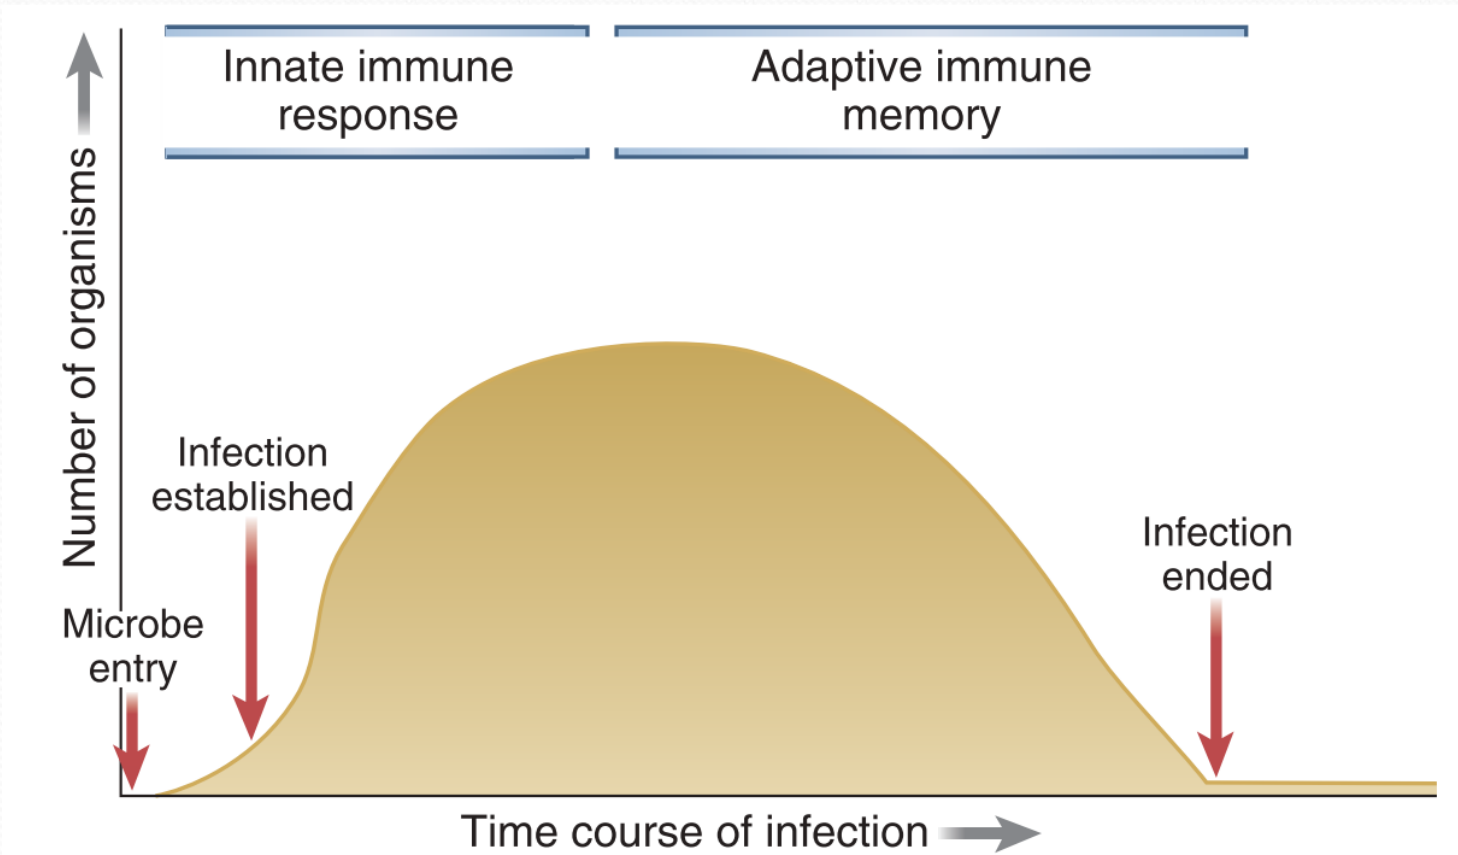 Innate immune
response
Adaptive immune
memory
Number of organisms
Infection
established
Microbe
entry
Infection
ended
Time course of infection